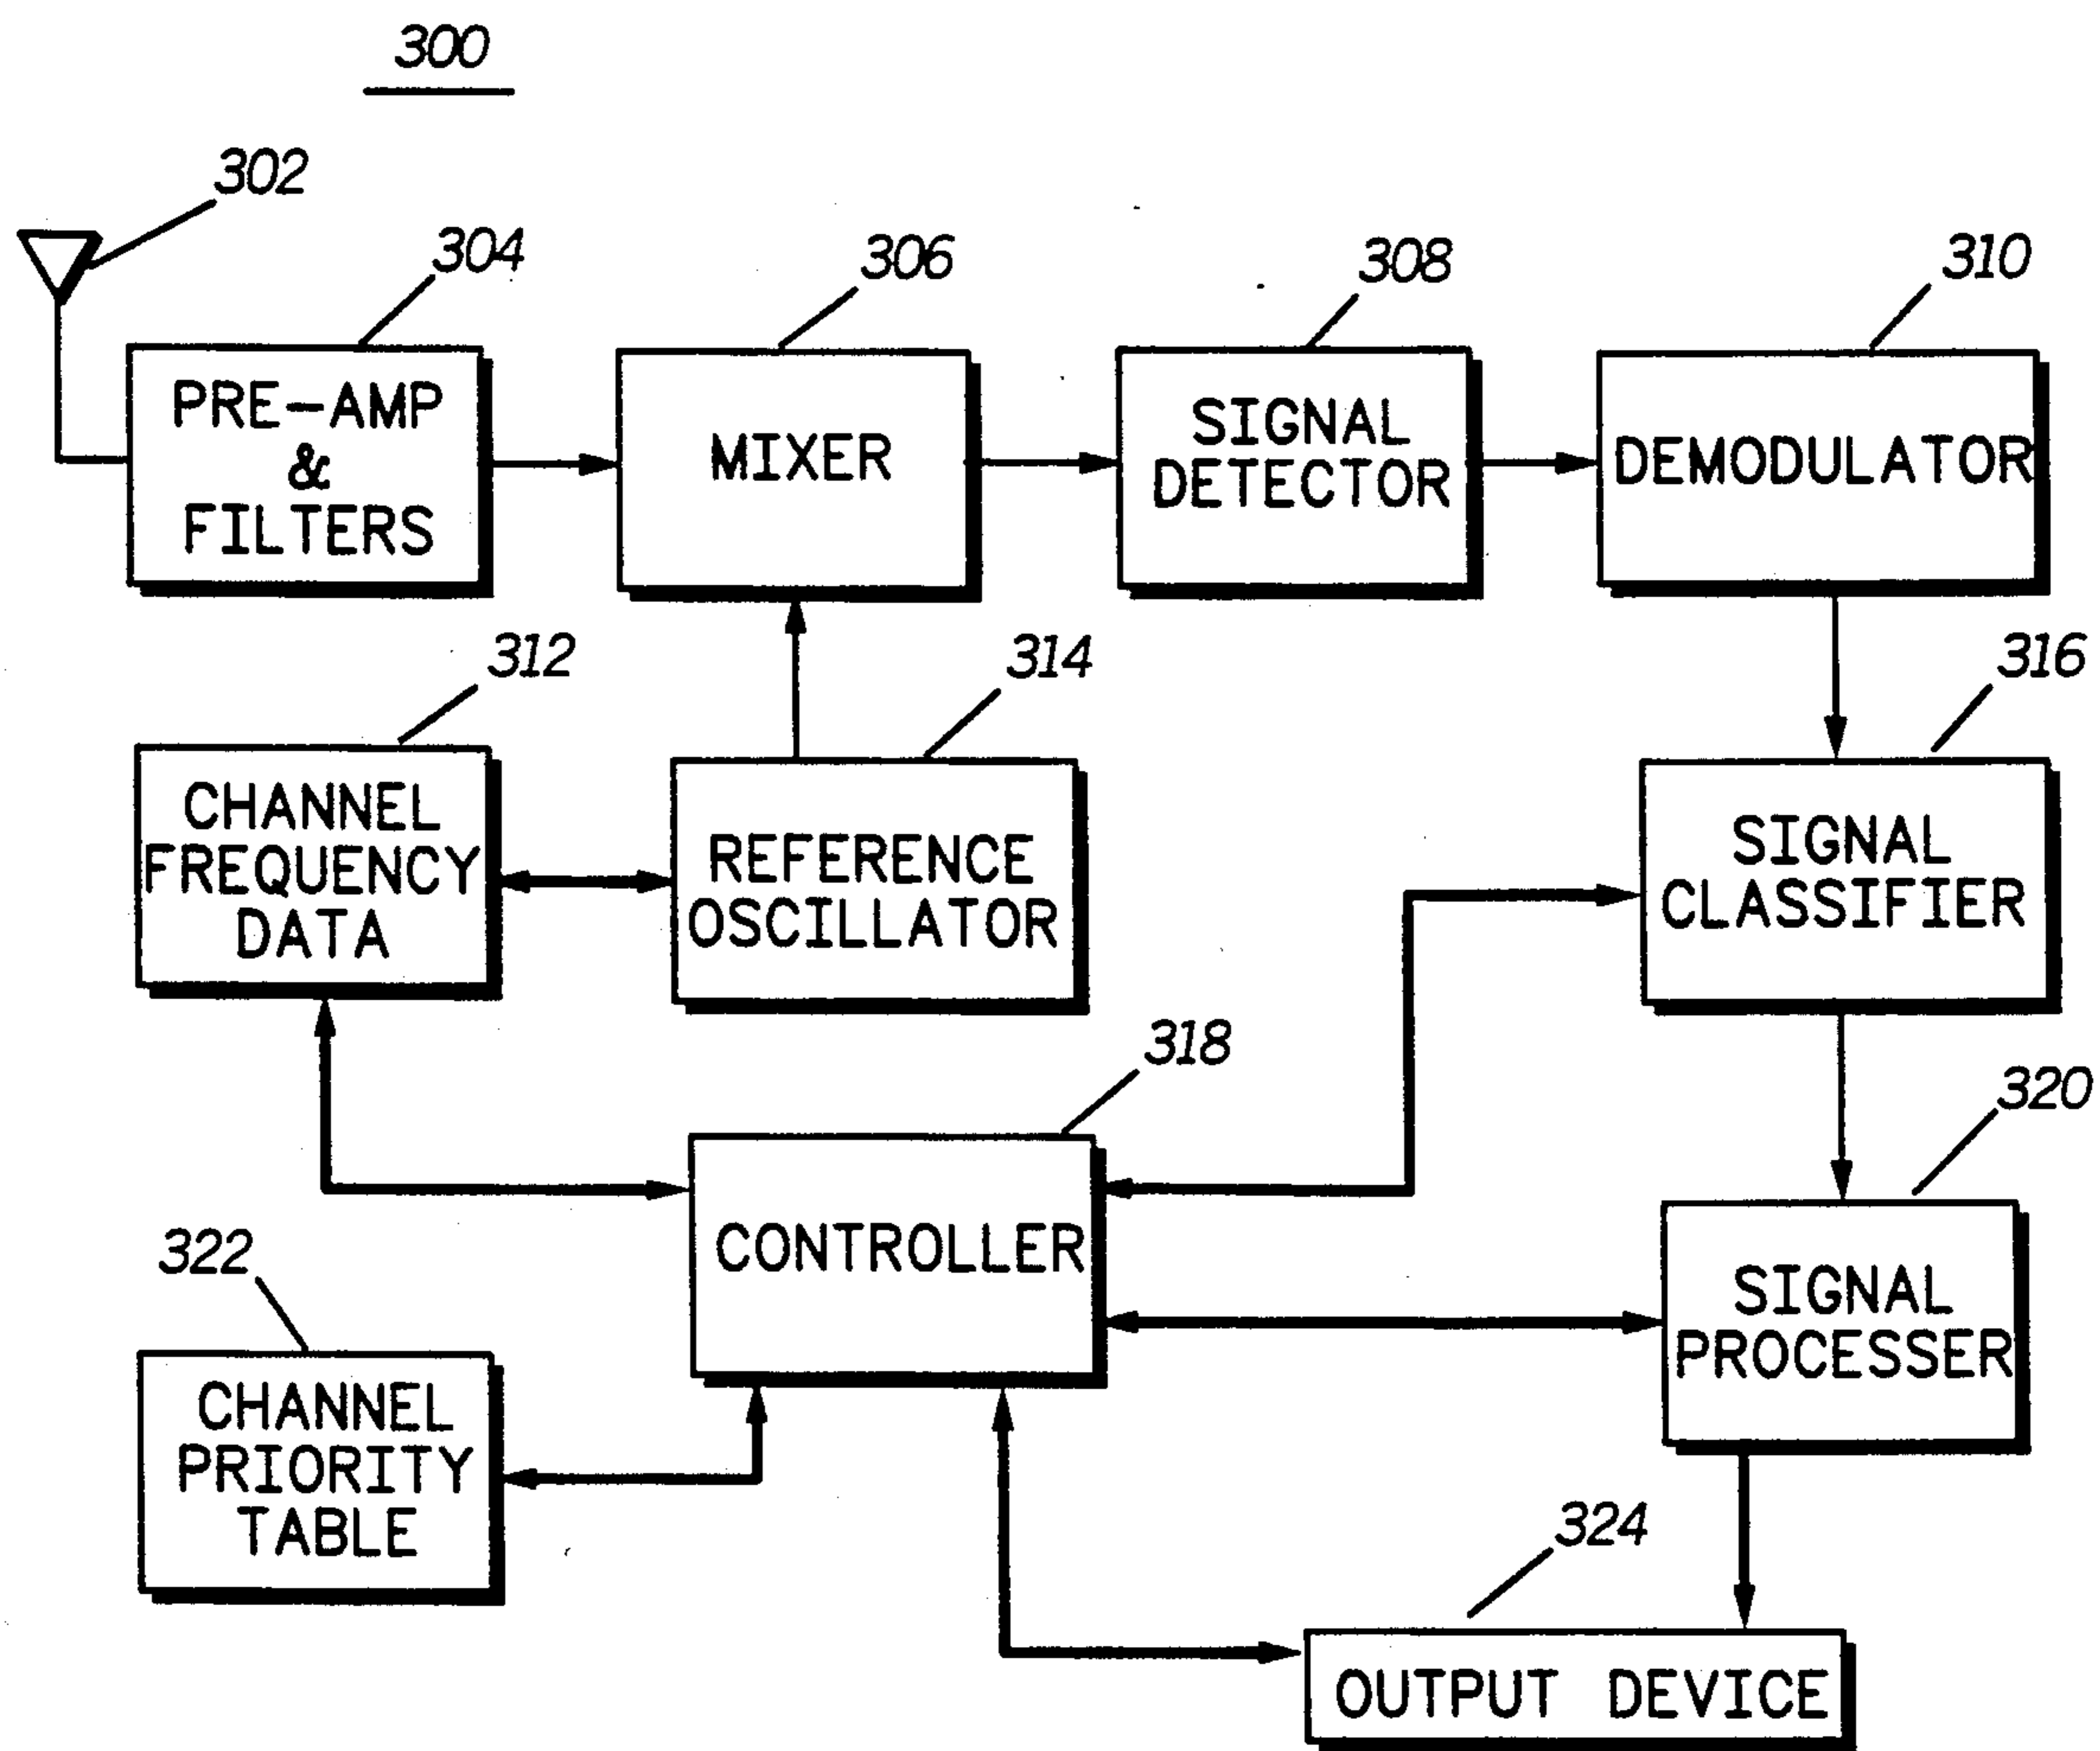 300
302
304
306
308
310
PRE-AMP
&
FILTERS
MIXER
SIGNAL
DETECTOR
DEMODULATOR
312
314
316
CHANNEL
FREQUENCY
DATA
REFERENCE
OSCILLATOR
SIGNAL
CLASSIFIER
318
320
CONTROLLER
322
SIGNAL
PROCESSER
CHANNEL
PRIORITY
TABLE
324
OUTPUT DEVICE